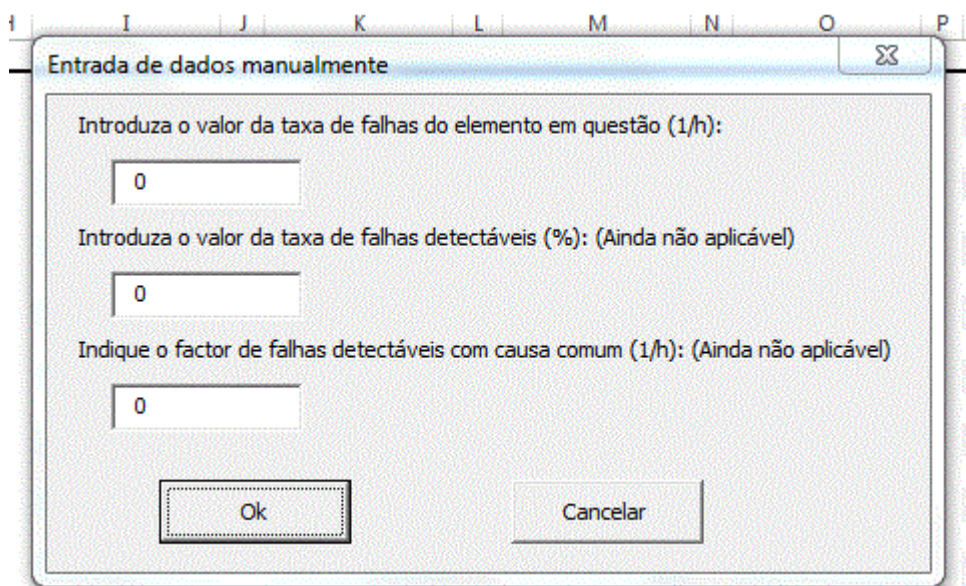 H I J K L M N O P
Entrada de dados manualmente
Introduza o valor da taxa de falhas do elemento em questão (1/h):
0
Introduza o valor da taxa de falhas detectáveis (%): (Ainda não aplicável)
0
Indique o factor de falhas detectáveis com causa comum (1/h): (Ainda não aplicável)
0
Ok Cancelar